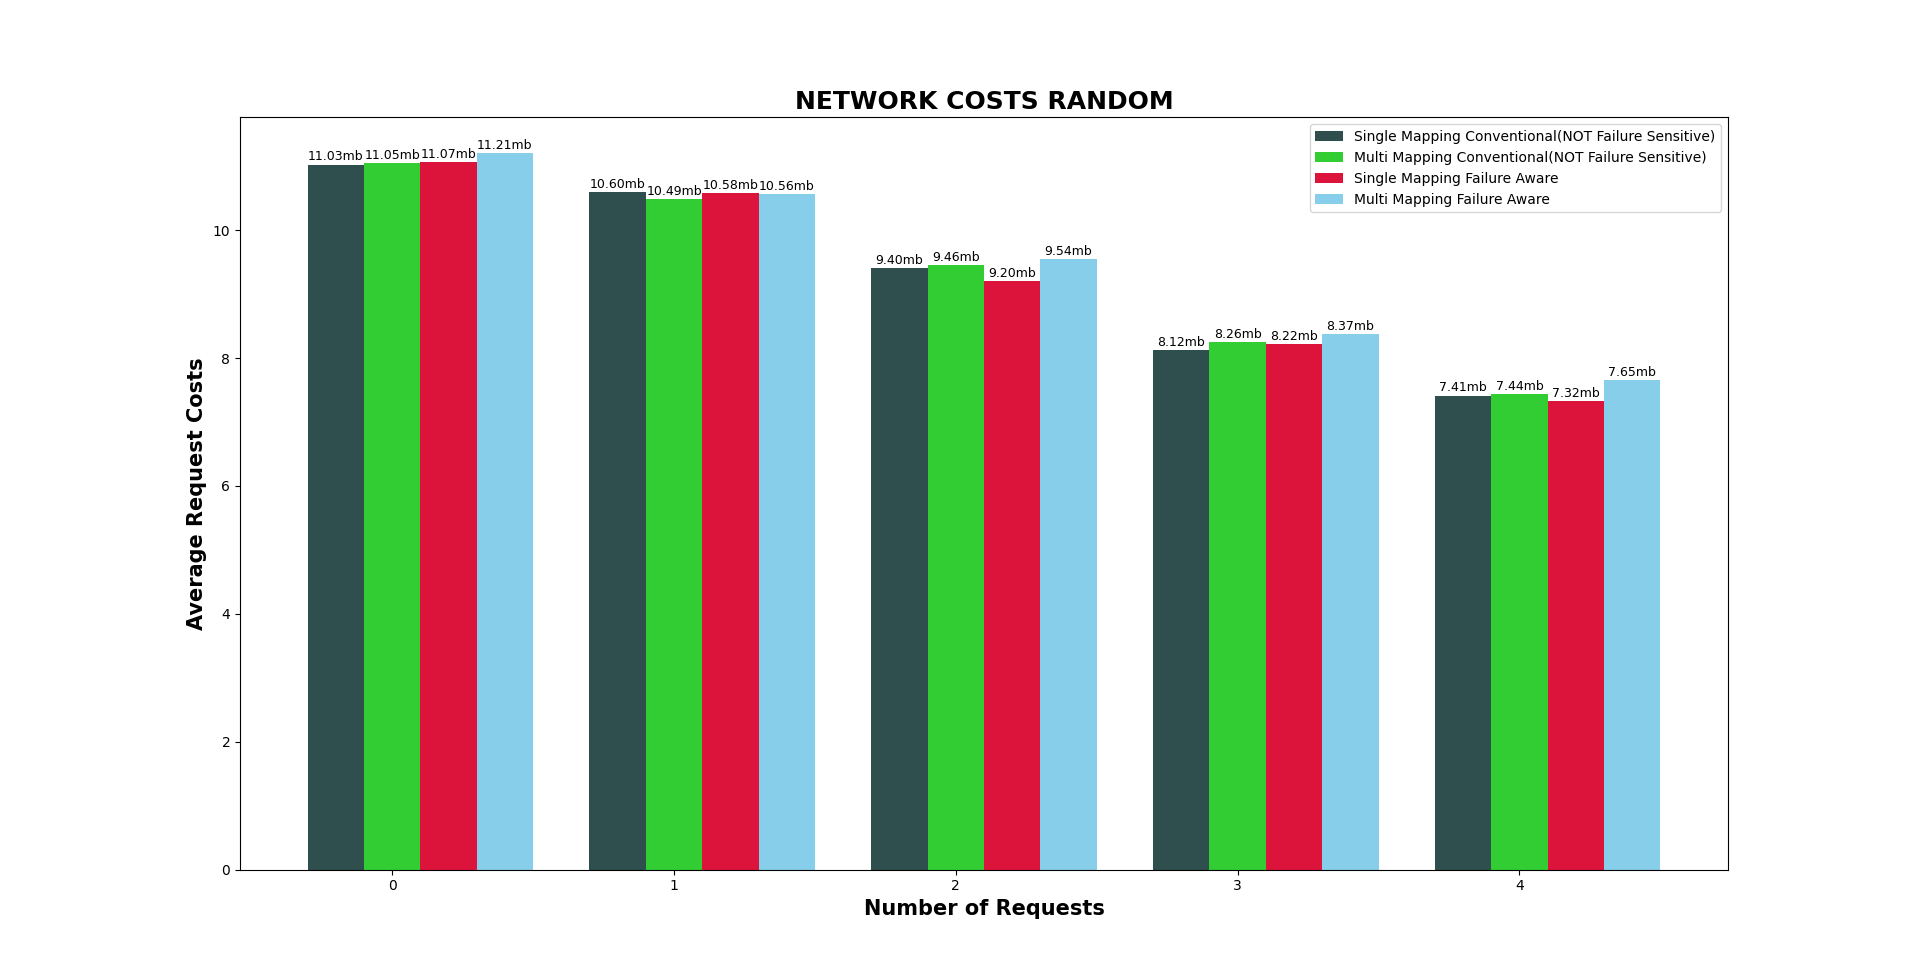 NETWORK COSTS RANDOM
Single Mapping Conventional(NOT Failure Sensitive)
Multi Mapping Conventional(NOT Failure Sensitive)
Single Mapping Failure Aware
Multi Mapping Failure Aware
11.03mb 11.05mb 11.07mb 11.21mb
10.60mb 10.49mb 10.58mb 10.56mb
9.40mb 9.46mb 9.20mb 9.54mb
8.12mb 8.26mb 8.22mb 8.37mb
7.41mb 7.44mb 7.32mb 7.65mb
Average Request Costs
10
8
6
4
2
0
0 1 2 3 4
Number of Requests